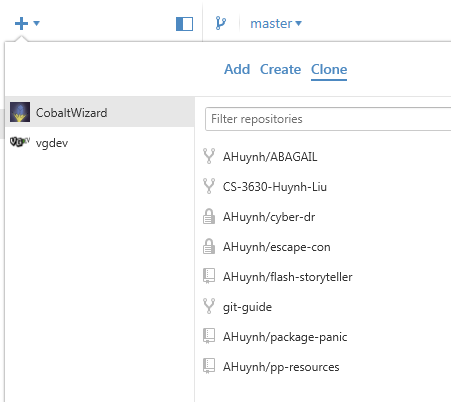 master
Add Create Clone
CobaltWizard
vgdev
Filter repositories
AHuynh/ABAGAIL
CS-3630-Huynh-Liu
AHuynh/cyber-dr
AHuynh/escape-con
AHuynh/flash-storyteller
git-guide
AHuynh/package-panic
AHuynh/pp-resources